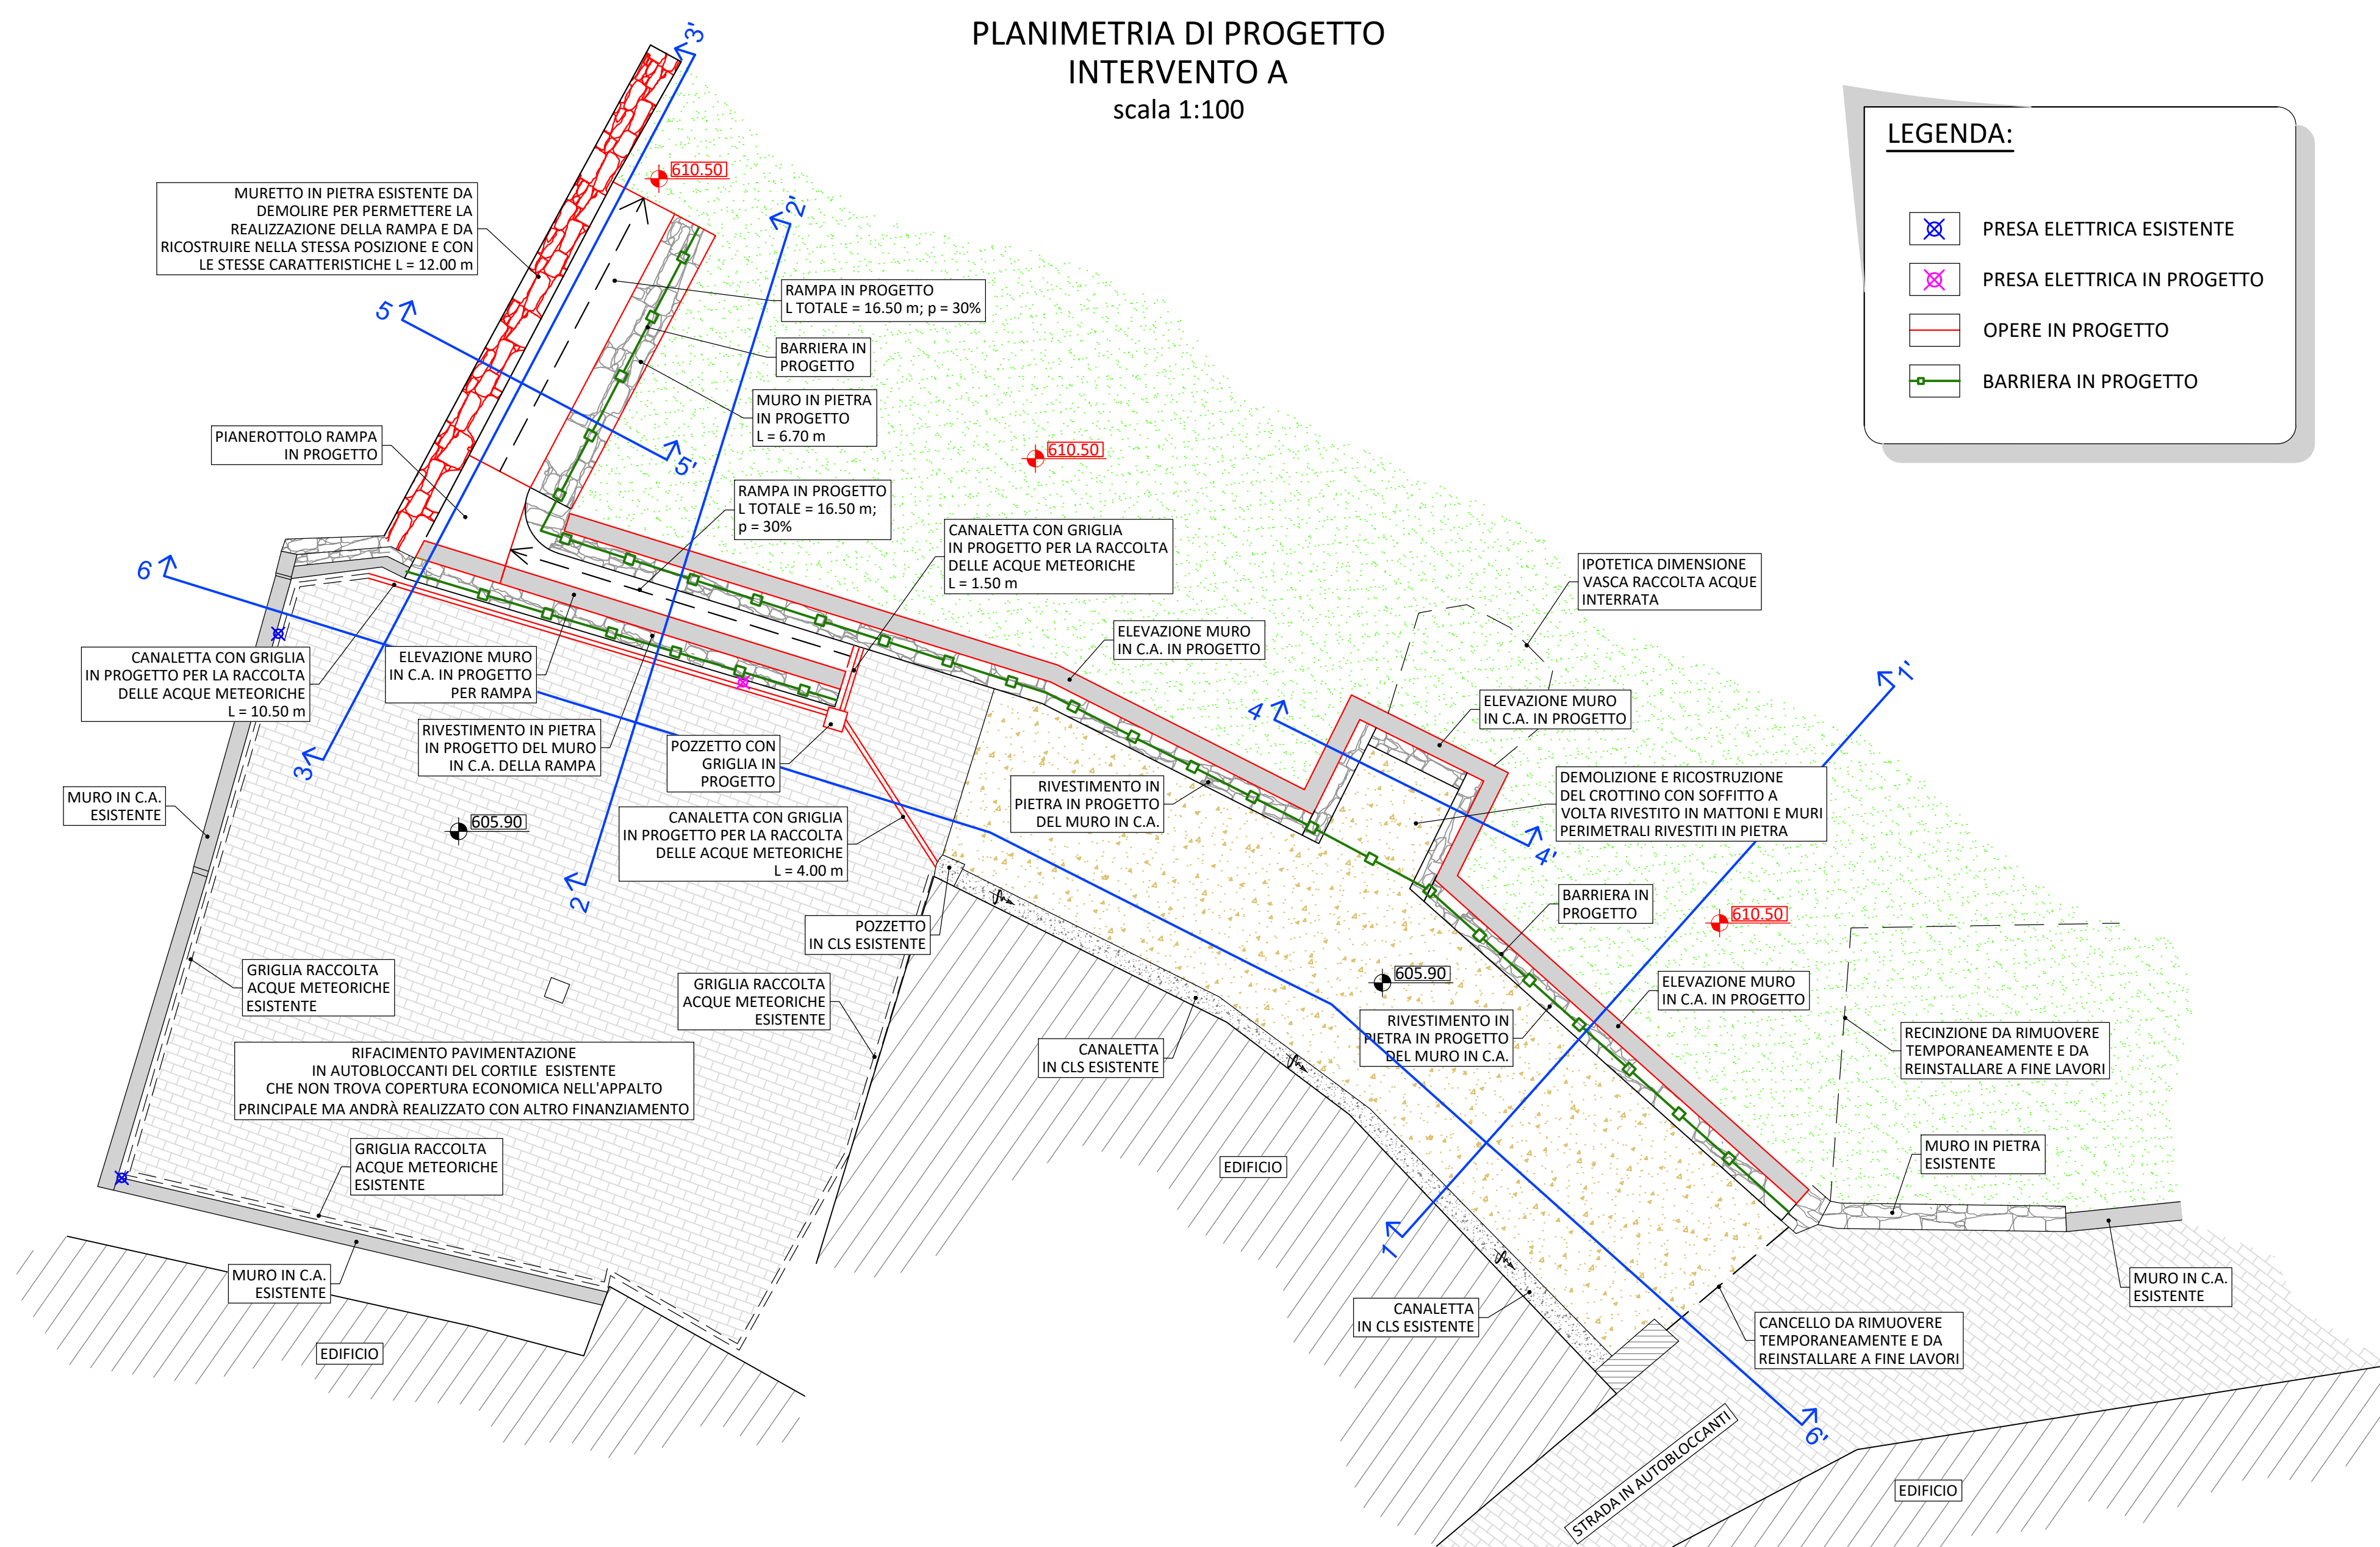 PLANIMETRIA DI PROGETTO
INTERVENTO A
scala 1:100
LEGENDA:
PRESA ELETTRICA ESISTENTE
PRESA ELETTRICA IN PROGETTO
OPERE IN PROGETTO
BARRIERA IN PROGETTO
3'
610.50
MURETTO IN PIETRA ESISTENTE DA
DEMOLIRE PER PERMETTERE LA
REALIZZAZIONE DELLA RAMPA E DA
RICOSTRUIRE NELLA STESSA POSIZIONE E CON
LE STESSE CARATTERISTICHE L = 12.00 m
2'
RAMPA IN PROGETTO
L TOTALE = 16.50 m; p = 30%
5
BARRIERA IN
PROGETTO
MURO IN PIETRA
IN PROGETTO
L = 6.70 m
PIANEROTTOLO RAMPA
IN PROGETTO
5'
610.50
RAMPA IN PROGETTO
L TOTALE = 16.50 m;
p = 30%
CANALETTA CON GRIGLIA
IN PROGETTO PER LA RACCOLTA
DELLE ACQUE METEORICHE
L = 1.50 m
IPOTETICA DIMENSIONE
VASCA RACCOLTA ACQUE
INTERRATA
6
ELEVAZIONE MURO
IN C.A. IN PROGETTO
CANALETTA CON GRIGLIA
IN PROGETTO PER LA RACCOLTA
DELLE ACQUE METEORICHE
L = 10.50 m
ELEVAZIONE MURO
IN C.A. IN PROGETTO
PER RAMPA
1'
4
ELEVAZIONE MURO
IN C.A. IN PROGETTO
RIVESTIMENTO IN PIETRA
IN PROGETTO DEL MURO
IN C.A. DELLA RAMPA
POZZETTO CON
GRIGLIA IN
PROGETTO
3
RIVESTIMENTO IN
PIETRA IN PROGETTO
DEL MURO IN C.A.
DEMOLIZIONE E RICOSTRUZIONE
DEL CROTTINO CON SOFFITTO A
VOLTA RIVESTITO IN MATTONI E MURI
PERIMETRALI RIVESTITI IN PIETRA
MURO IN C.A.
ESISTENTE
605.90
CANALETTA CON GRIGLIA
IN PROGETTO PER LA RACCOLTA
DELLE ACQUE METEORICHE
L = 4.00 m
4'
2
BARRIERA IN
PROGETTO
610.50
POZZETTO
IN CLS ESISTENTE
GRIGLIA RACCOLTA
ACQUE METEORICHE
ESISTENTE
GRIGLIA RACCOLTA
ACQUE METEORICHE
ESISTENTE
605.90
ELEVAZIONE MURO
IN C.A. IN PROGETTO
RIVESTIMENTO IN
PIETRA IN PROGETTO
DEL MURO IN C.A.
RECINZIONE DA RIMUOVERE
TEMPORANEAMENTE E DA
REINSTALLARE A FINE LAVORI
CANALETTA
IN CLS ESISTENTE
RIFACIMENTO PAVIMENTAZIONE
IN AUTOBLOCCANTI DEL CORTILE ESISTENTE
CHE NON TROVA COPERTURA ECONOMICA NELL'APPALTO
PRINCIPALE MA ANDRÀ REALIZZATO CON ALTRO FINANZIAMENTO
GRIGLIA RACCOLTA
ACQUE METEORICHE
ESISTENTE
EDIFICIO
MURO IN PIETRA
ESISTENTE
1
MURO IN C.A.
ESISTENTE
MURO IN C.A.
ESISTENTE
CANALETTA
IN CLS ESISTENTE
CANCELLO DA RIMUOVERE
TEMPORANEAMENTE E DA
REINSTALLARE A FINE LAVORI
EDIFICIO
6'
STRADA IN AUTOBLOCCANTI
EDIFICIO